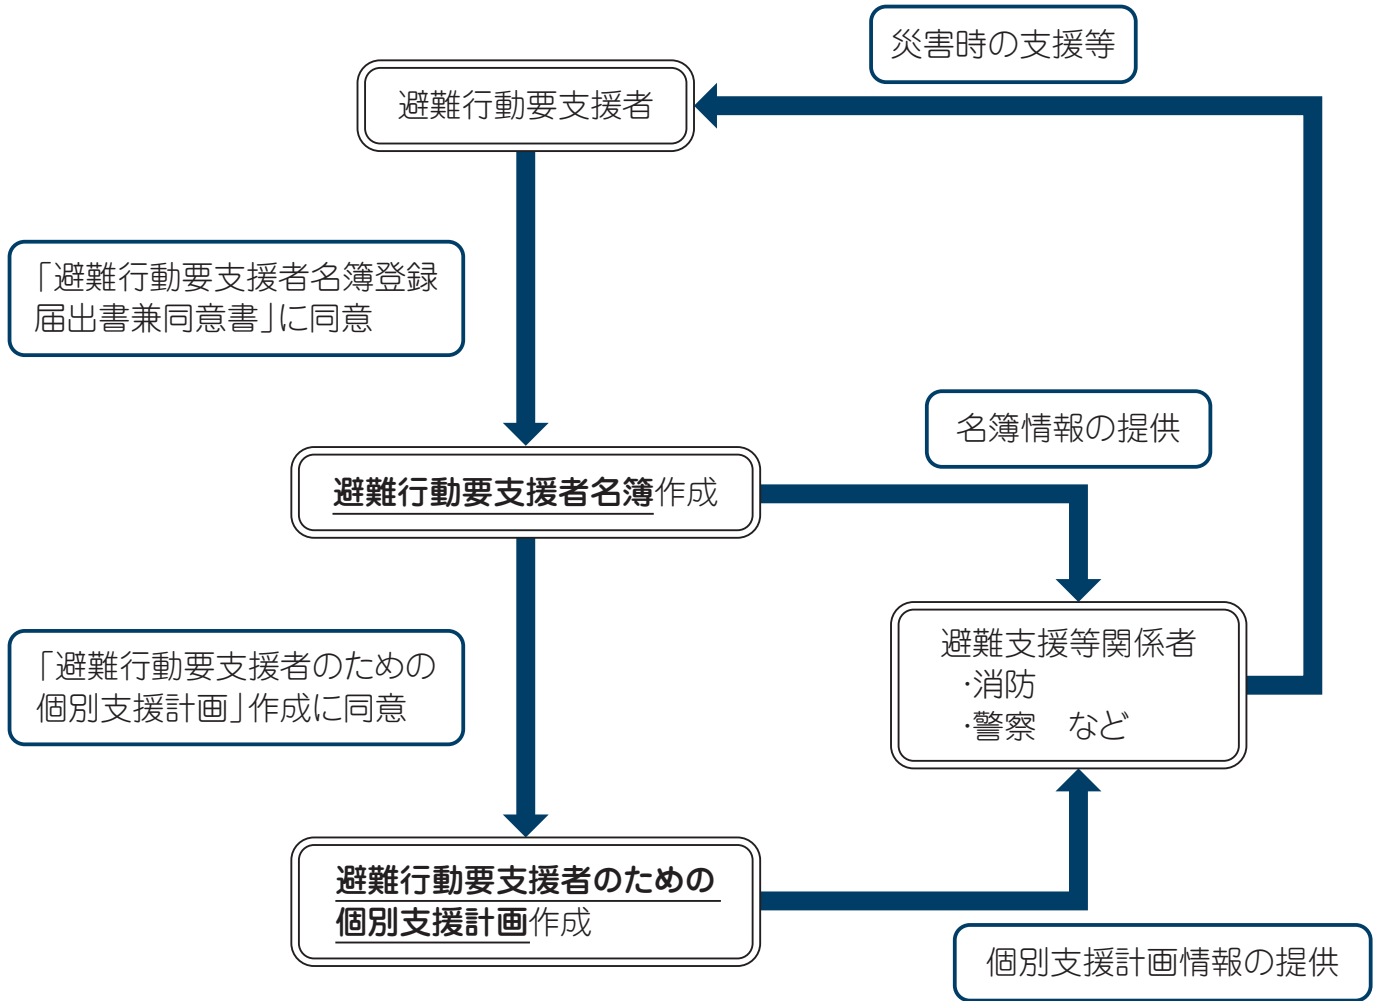 災害時の支援等
避難行動要支援者
「避難行動要支援者名簿登録
届出書兼同意書」に同意
名簿情報の提供
避難行動要支援者名簿作成
避難支援等関係者
・消防
・警察　など
「避難行動要支援者のための
個別支援計画」作成に同意
避難行動要支援者のための
個別支援計画作成
個別支援計画情報の提供